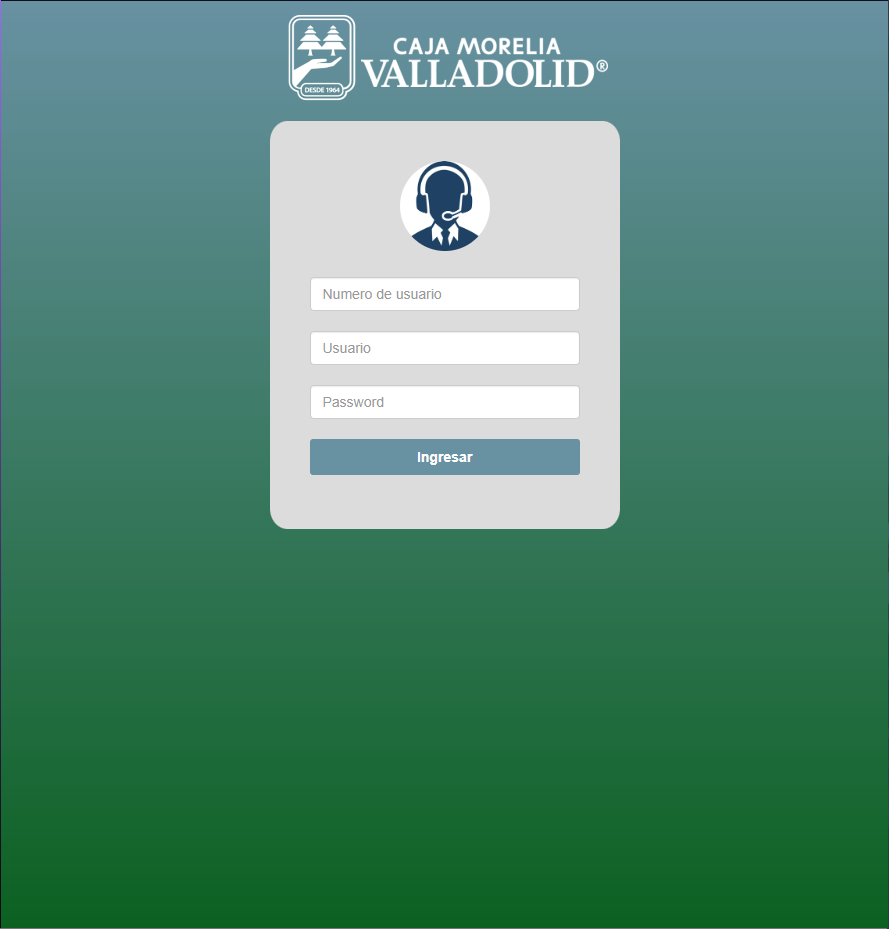 CAJA MORELIA
VALLADOLID®
DESDE 1964
Numero de usuario
Usuario
Password
Ingresar